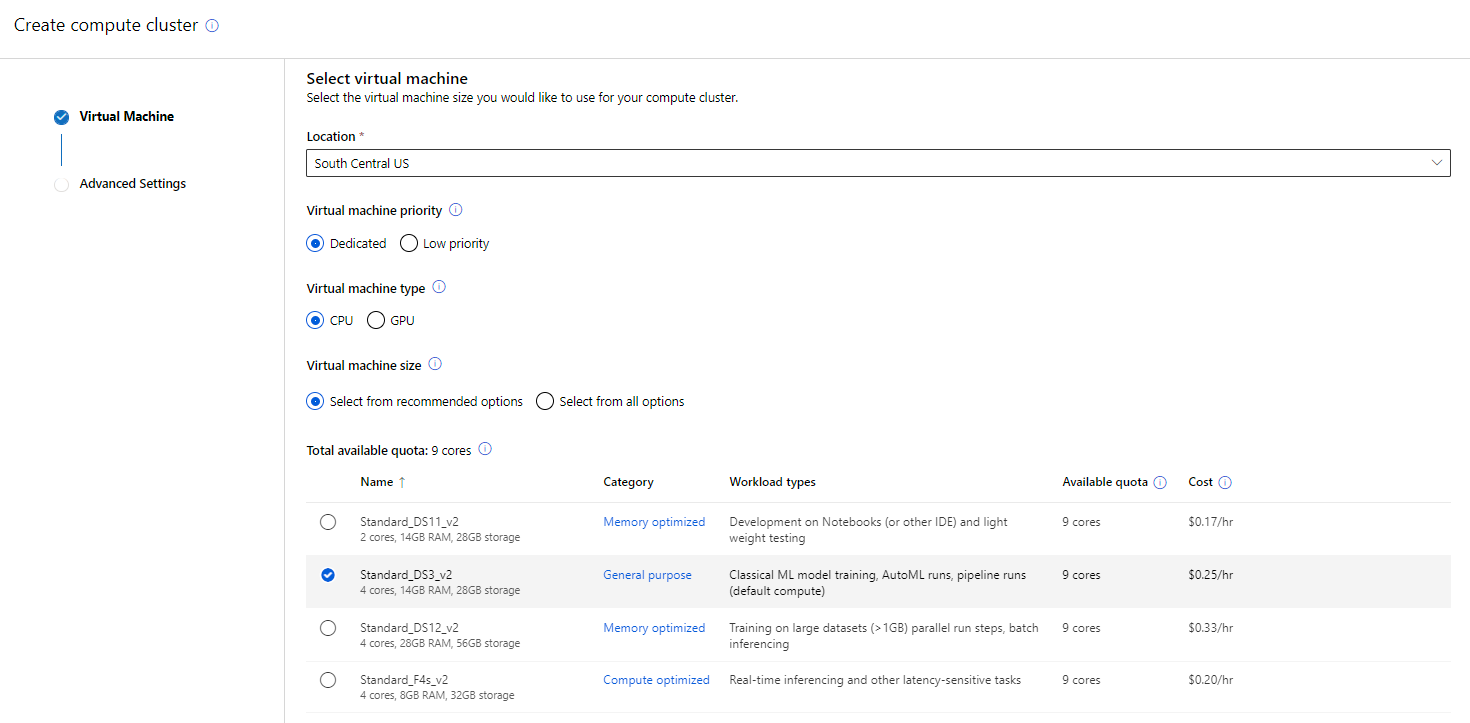 Create compute cluster
Virtual Machine
Advanced Settings
Select virtual machine
Select the virtual machine size you would like to use for your compute cluster.
Location *
South Central US
Virtual machine priority
Dedicated Low priority
Virtual machine type
CPU GPU
Virtual machine size
Select from recommended options Select from all options
Total available quota: 9 cores
Name ↑ Category Workload types Available quota Cost
Standard_DS11_v2 Memory optimized Development on Notebooks (or other IDE) and light 9 cores $0.17/hr
2 cores, 14GB RAM, 28GB storage weight testing
Standard_DS3_v2 General purpose Classical ML model training, AutoML runs, pipeline runs 9 cores $0.25/hr
4 cores, 14GB RAM, 28GB storage (default compute)
Standard_DS12_v2 Memory optimized Training on large datasets (>1GB) parallel run steps, batch 9 cores $0.33/hr
4 cores, 28GB RAM, 56GB storage inferencing
Standard_F4s_v2 Compute optimized Real-time inferencing and other latency-sensitive tasks 9 cores $0.20/hr
4 cores, 8GB RAM, 32GB storage